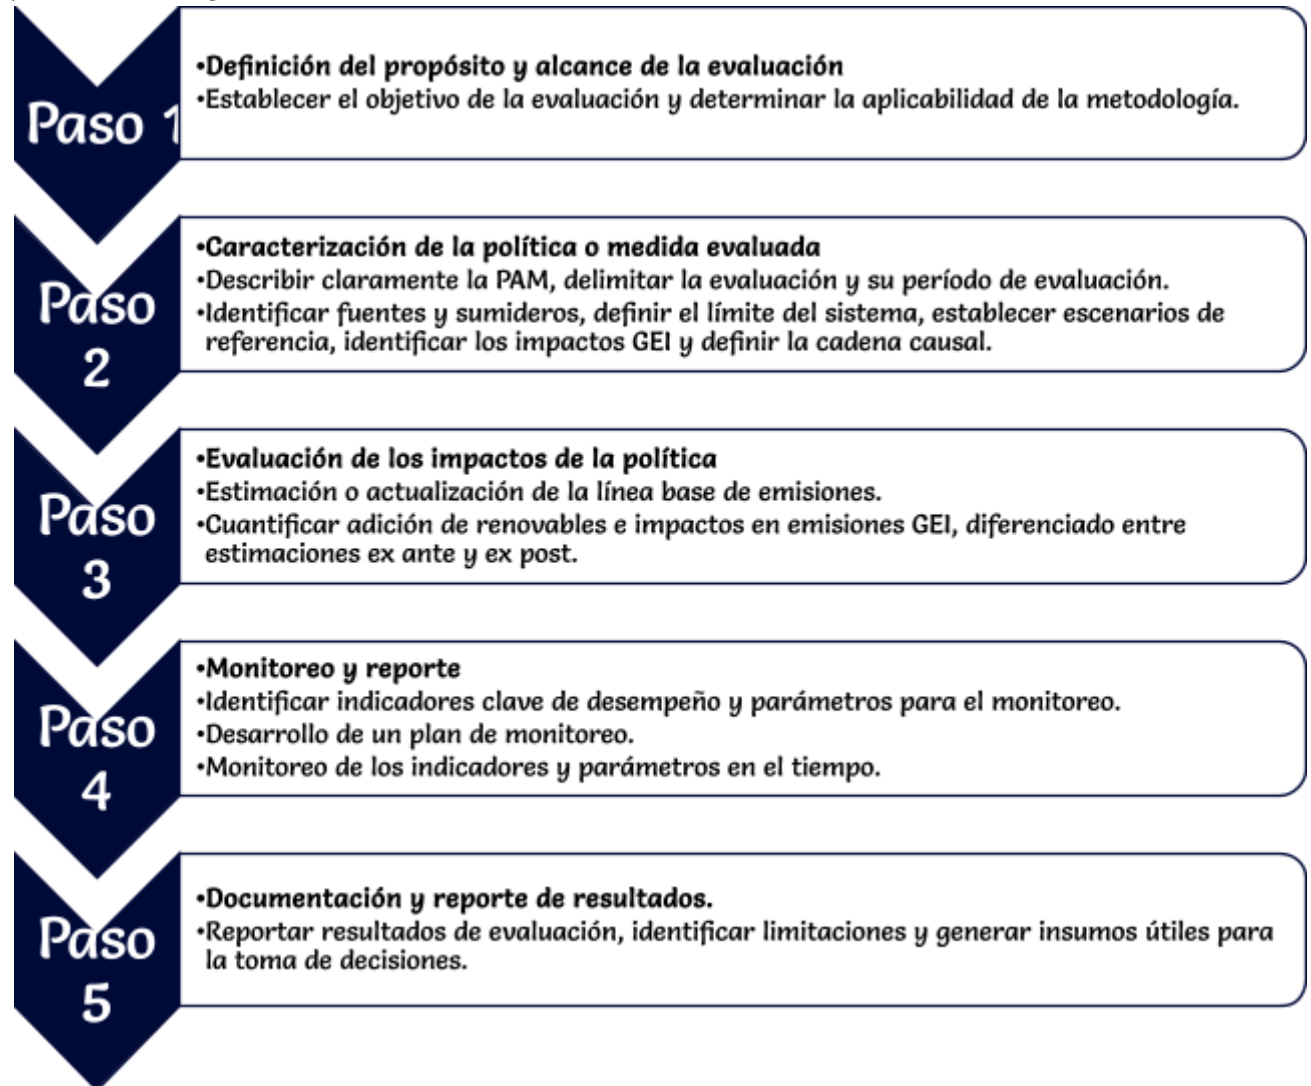 Paso 1
•Definición del propósito y alcance de la evaluación
•Establecer el objetivo de la evaluación y determinar la aplicabilidad de la metodología.
Paso
2
•Caracterización de la política o medida evaluada
•Describir claramente la PAM, delimitar la evaluación y su período de evaluación.
•Identificar fuentes y sumideros, definir el límite del sistema, establecer escenarios de
referencia, identificar los impactos GEI y definir la cadena causal.
Paso
3
•Evaluación de los impactos de la política
•Estimación o actualización de la línea base de emisiones.
•Cuantificar adición de renovables e impactos en emisiones GEI, diferenciado entre
estimaciones ex ante y ex post.
Paso
4
•Monitoreo y reporte
•Identificar indicadores clave de desempeño y parámetros para el monitoreo.
•Desarrollo de un plan de monitoreo.
•Monitoreo de los indicadores y parámetros en el tiempo.
Paso
5
•Documentación y reporte de resultados.
•Reportar resultados de evaluación, identificar limitaciones y generar insumos útiles para
la toma de decisiones.